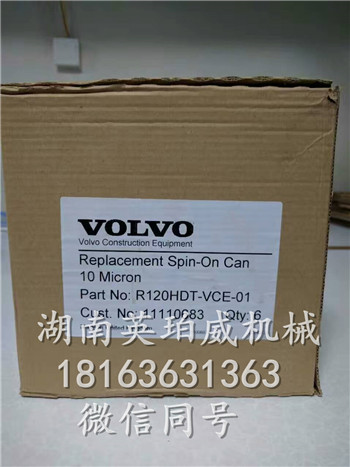 VOLVO
Volvo Construction Equipment
Replacement Spin-On Can
10 Micron
Part No: R120HDT-VCE-01
Cust. No: 11110683 Qty: 6
湖南英珀威机械
18163631363
微信同号